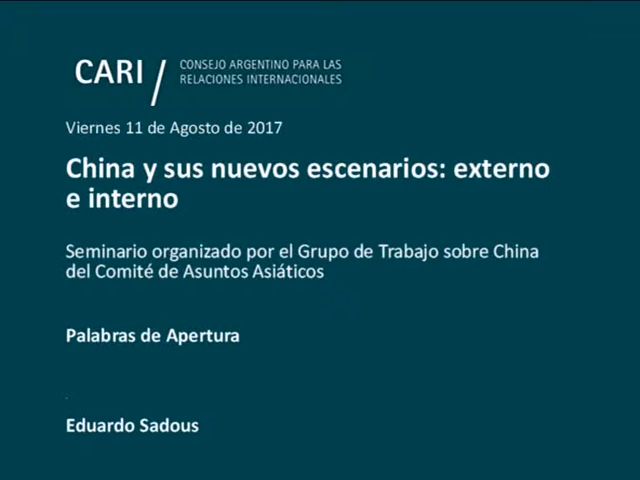 CARI/
CONSEJO ARGENTINO PARA LAS
RELACIONES INTERNACIONALES
Viernes 11 de Agosto de 2017
China y sus nuevos escenarios: externo
e interno
Seminario organizado por el Grupo de Trabajo sobre China
del Comité de Asuntos Asiáticos
Palabras de Apertura
.
Eduardo Sadous